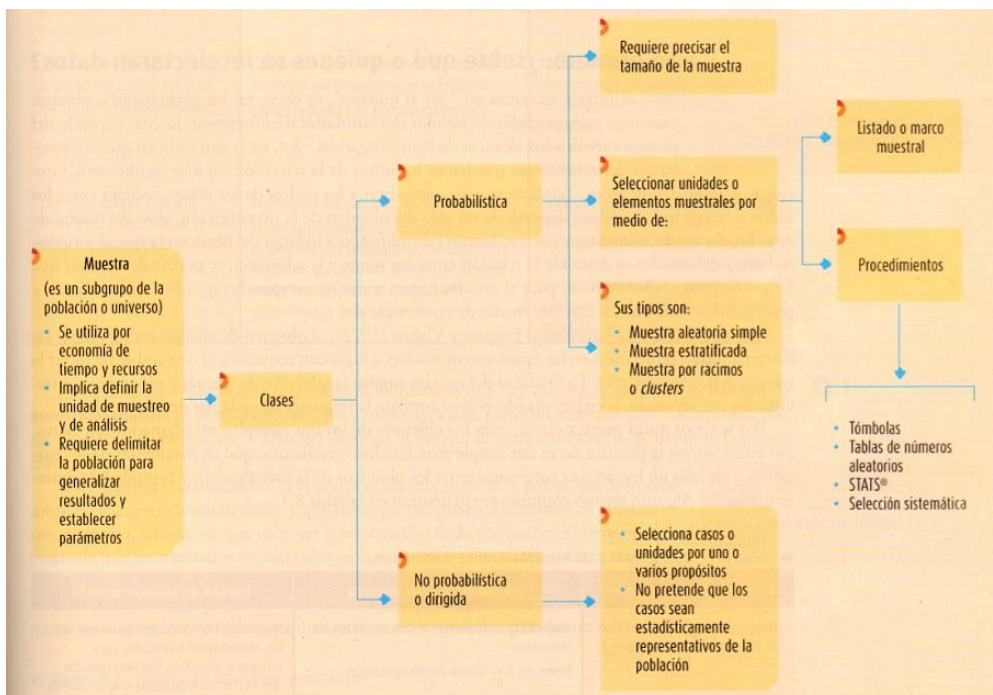 Muestra
(es un subgrupo de la
población o universo)
• Se utiliza por
economía de
tiempo y recursos
• Implica definir la
unidad de muestreo
y de análisis
• Requiere delimitar
la población para
generalizar
resultados y
establecer
parámetros
Clases
Probabilística
Requiere precisar el
tamaño de la muestra
Seleccionar unidades o
elementos muestrales por
medio de:
Listado o marco
muestral
Procedimientos
• Tómbolas
• Tablas de números
aleatorios
• STATS®
• Selección sistemática
Sus tipos son:
• Muestra aleatoria simple
• Muestra estratificada
• Muestra por racimos
o clusters
No probabilística
o dirigida
• Selecciona casos o
unidades por uno o
varios propósitos
• No pretende que los
casos sean
estadísticamente
representativos de la
población